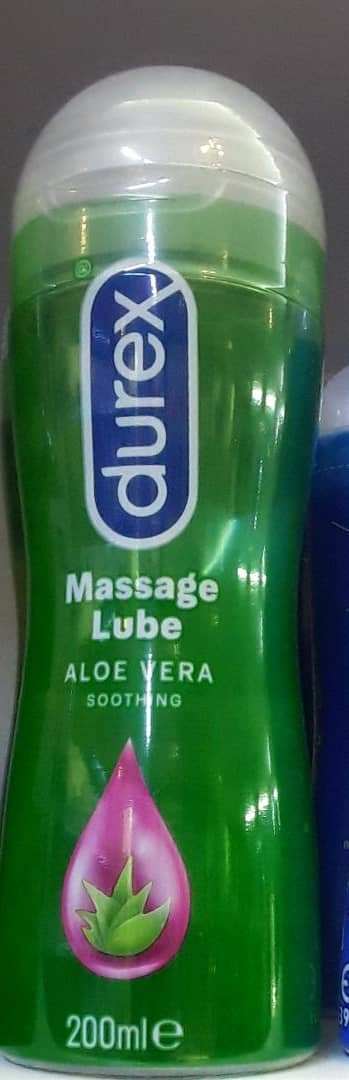 durex
Massage
Lube
ALOE VERA
SOOTHING
200ml℮